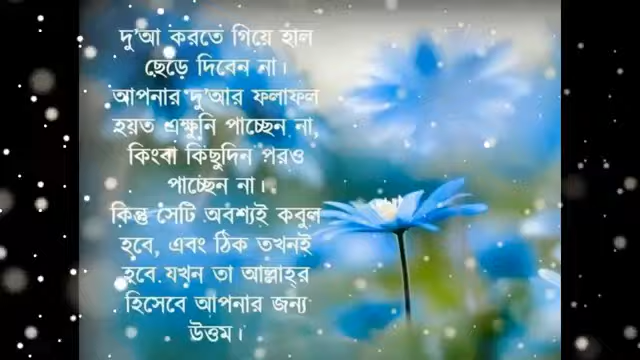 দু'আ করতে গিয়ে হাল
ছেড়ে দিবেন না।
আপনার দু'আর ফলাফল
হয়ত এক্ষুনি পাচ্ছেন না,
কিংবা কিছুদিন পরও
পাচ্ছেন না।
কিন্তু সেটি অবশ্যই কবুল
হবে, এবং ঠিক তখনই
হবে যখন তা আল্লাহ্‌র
হিসেবে আপনার জন্য
উত্তম।